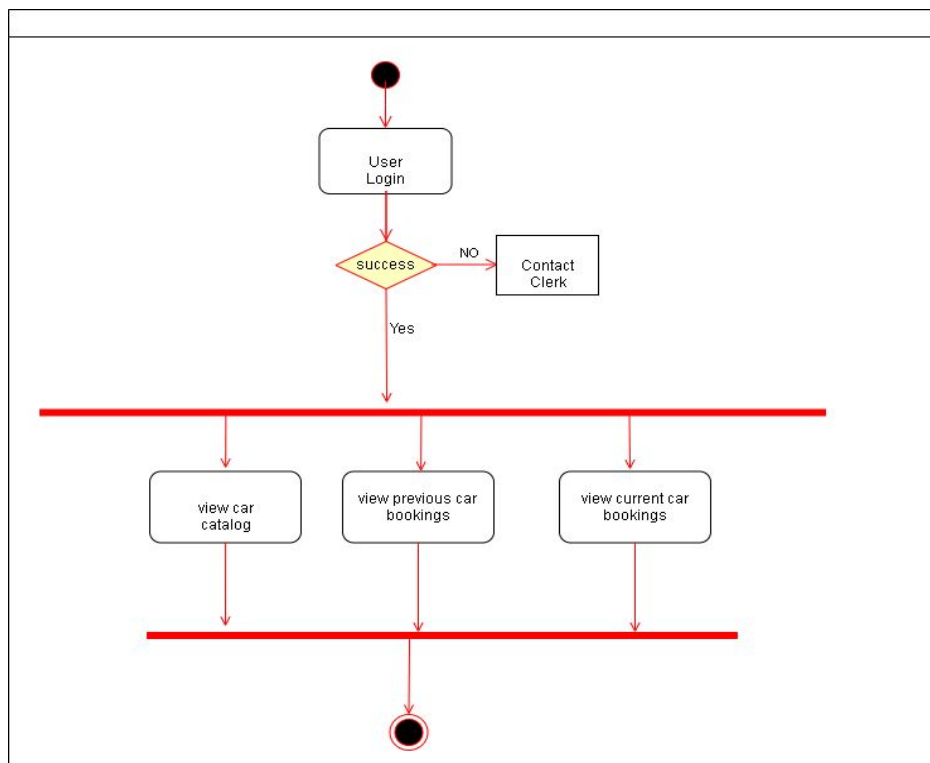 User
Login
success
NO
Contact
Clerk
Yes
view car
catalog
view previous car
bookings
view current car
bookings